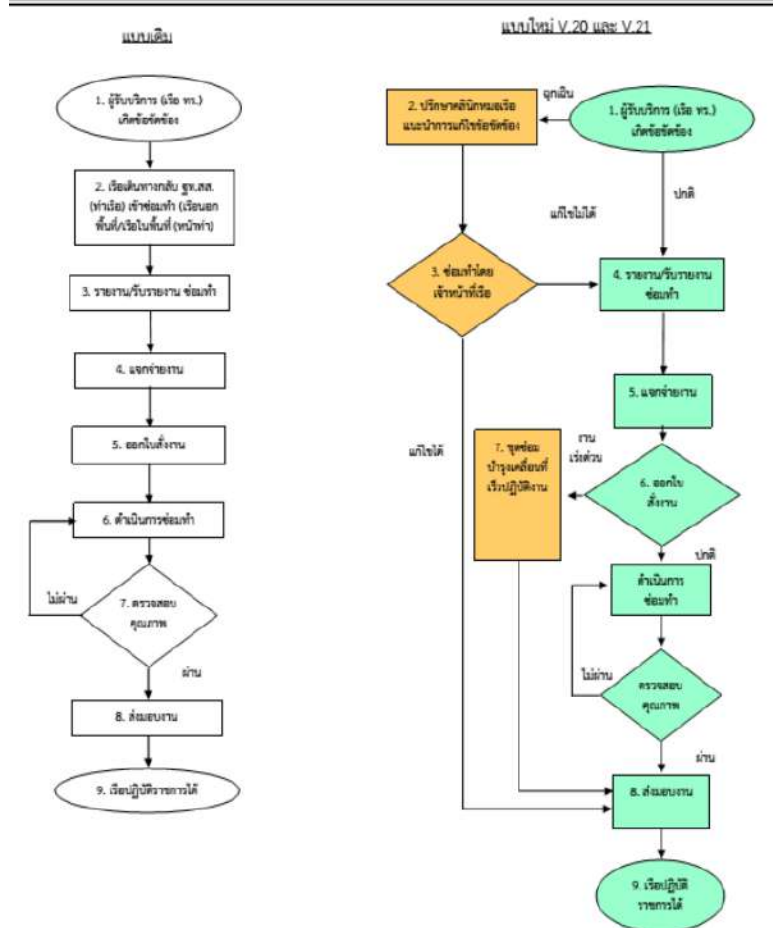 แบบเดิม
1. ผู้รับบริการ (เรือ ทร.)
เกิดข้อขัดข้อง
2. เรือเดินทางกลับ ฐท.สส.
(ท่าเรือ) เข้าซ่อมทำ (เรือนอก
พื้นที่/เรือในพื้นที่ (หน้าท่า)
3. รายงาน/รับรายงาน ซ่อมทำ
4. แจกจ่ายงาน
5. ออกใบสั่งงาน
6. ดำเนินการซ่อมทำ
ไม่ผ่าน
7. ตรวจสอบ
คุณภาพ
ผ่าน
8. ส่งมอบงาน
9. เรือปฏิบัติราชการได้
แบบใหม่ V.20 และ V.21
2. ปรึกษาคลินิกหมอเรือ
แนะนำการแก้ไขข้อขัดข้อง
ฉุกเฉิน
1. ผู้รับบริการ (เรือ ทร.)
เกิดข้อขัดข้อง
ปกติ
แก้ไขไม่ได้
3. ซ่อมทำโดย
เจ้าหน้าที่เรือ
4. รายงาน/รับรายงาน
ซ่อมทำ
5. แจกจ่ายงาน
แก้ไขได้
7. ชุดซ่อม
บำรุงเคลื่อนที่
เร็วปฏิบัติงาน
งาน
เร่งด่วน
6. ออกใบ
สั่งงาน
ปกติ
ดำเนินการ
ซ่อมทำ
ไม่ผ่าน
ตรวจสอบ
คุณภาพ
ผ่าน
8. ส่งมอบงาน
9. เรือปฏิบัติ
ราชการได้